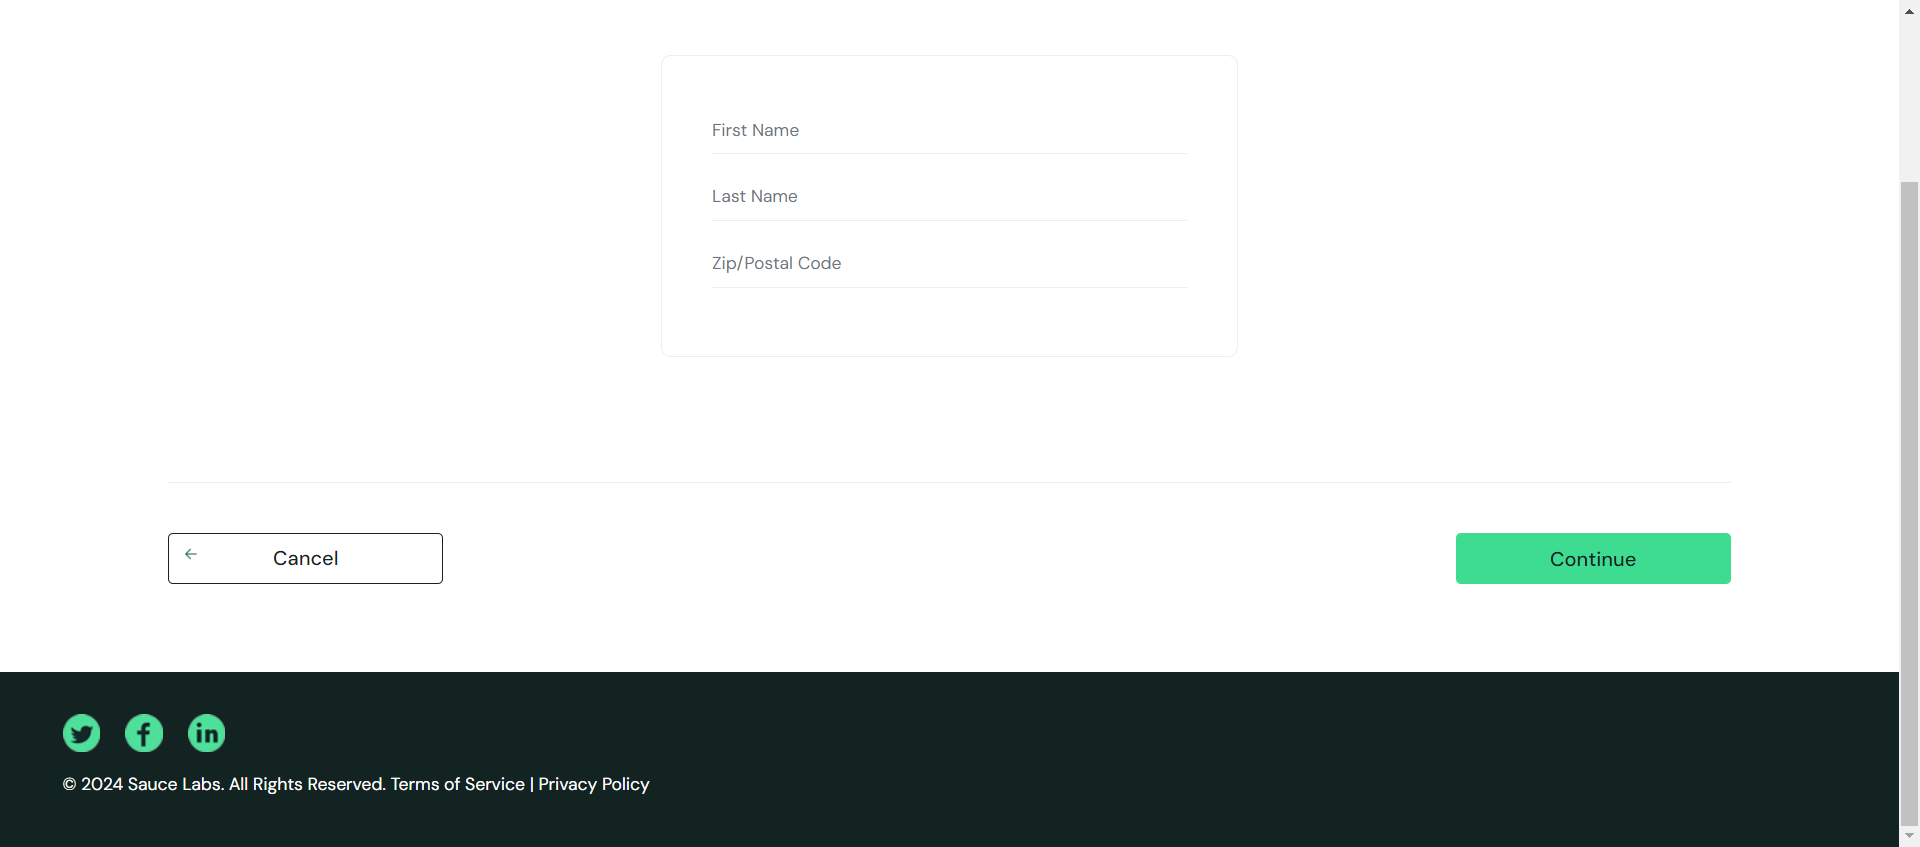 First Name
Last Name
Zip/Postal Code
Cancel
Continue
© 2024 Sauce Labs. All Rights Reserved. Terms of Service | Privacy Policy